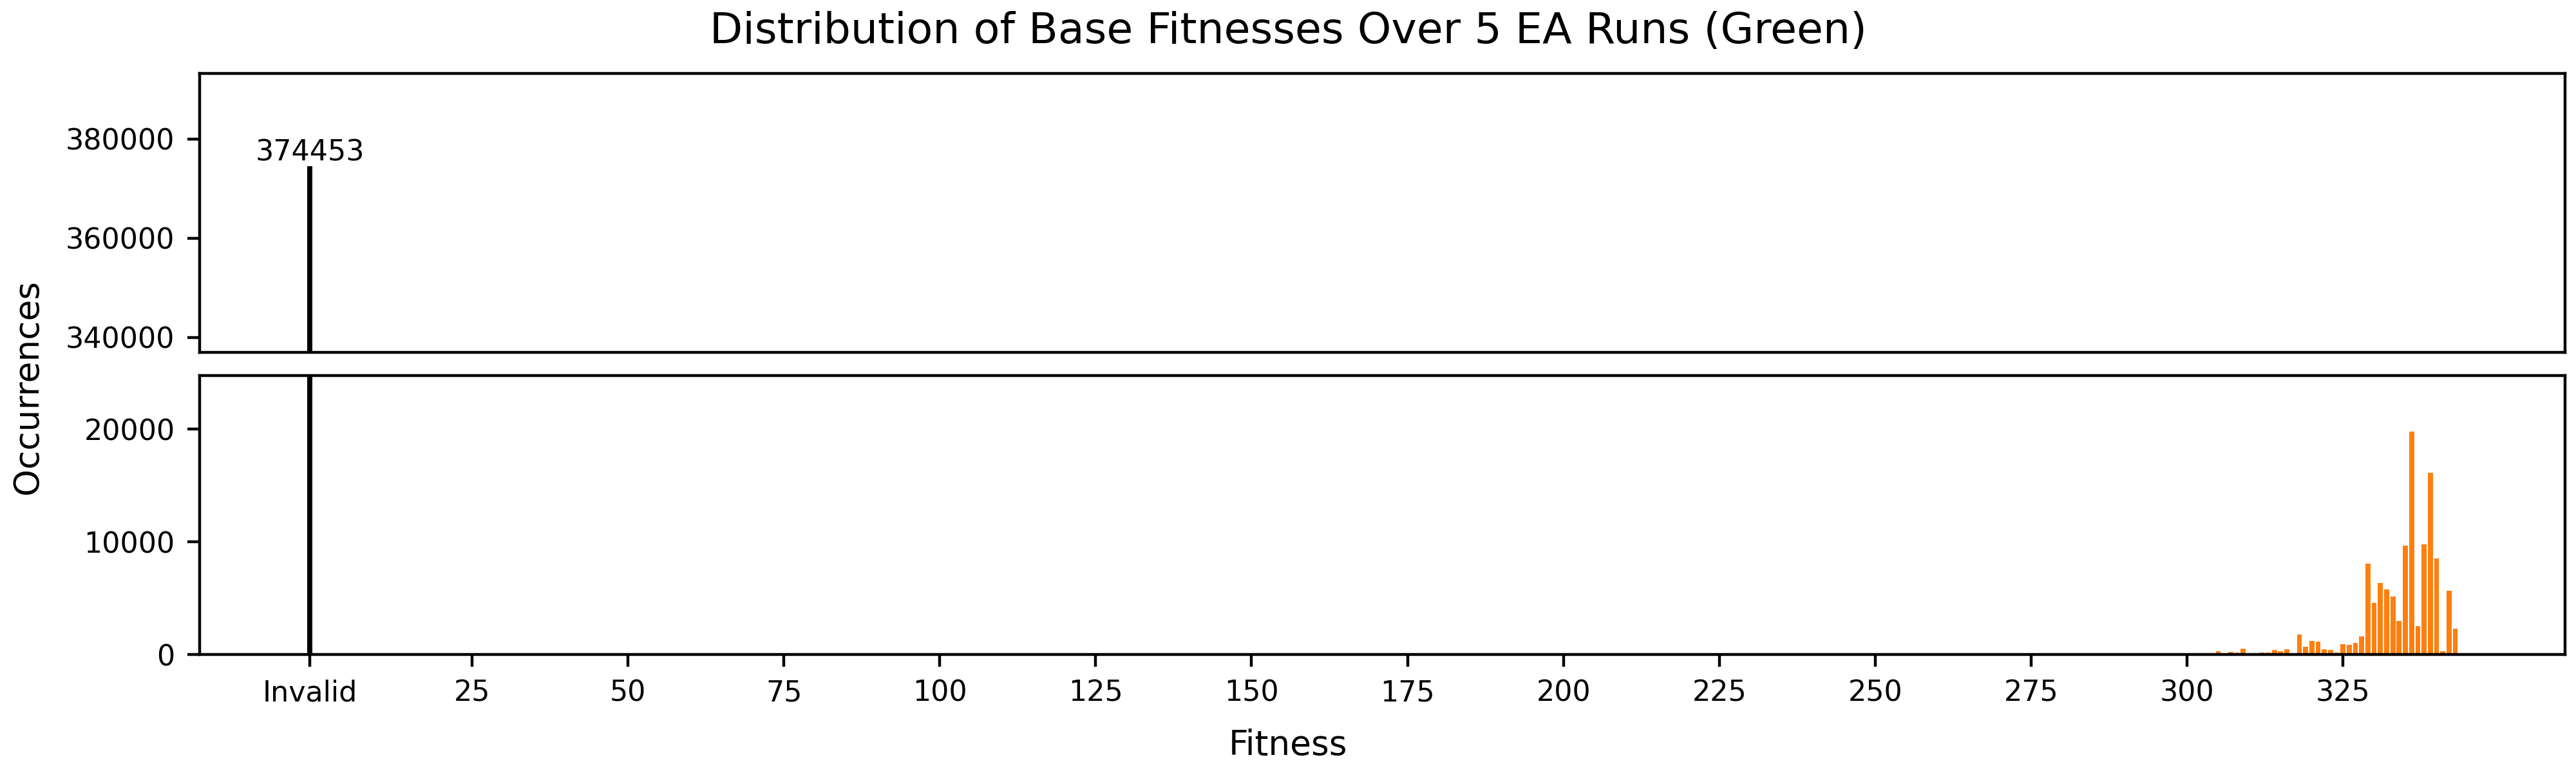 Distribution of Base Fitnesses Over 5 EA Runs (Green)
380000
374453
360000
340000
Occurrences
20000
10000
0
Invalid 25 50 75 100 125 150 175 200 225 250 275 300 325
Fitness